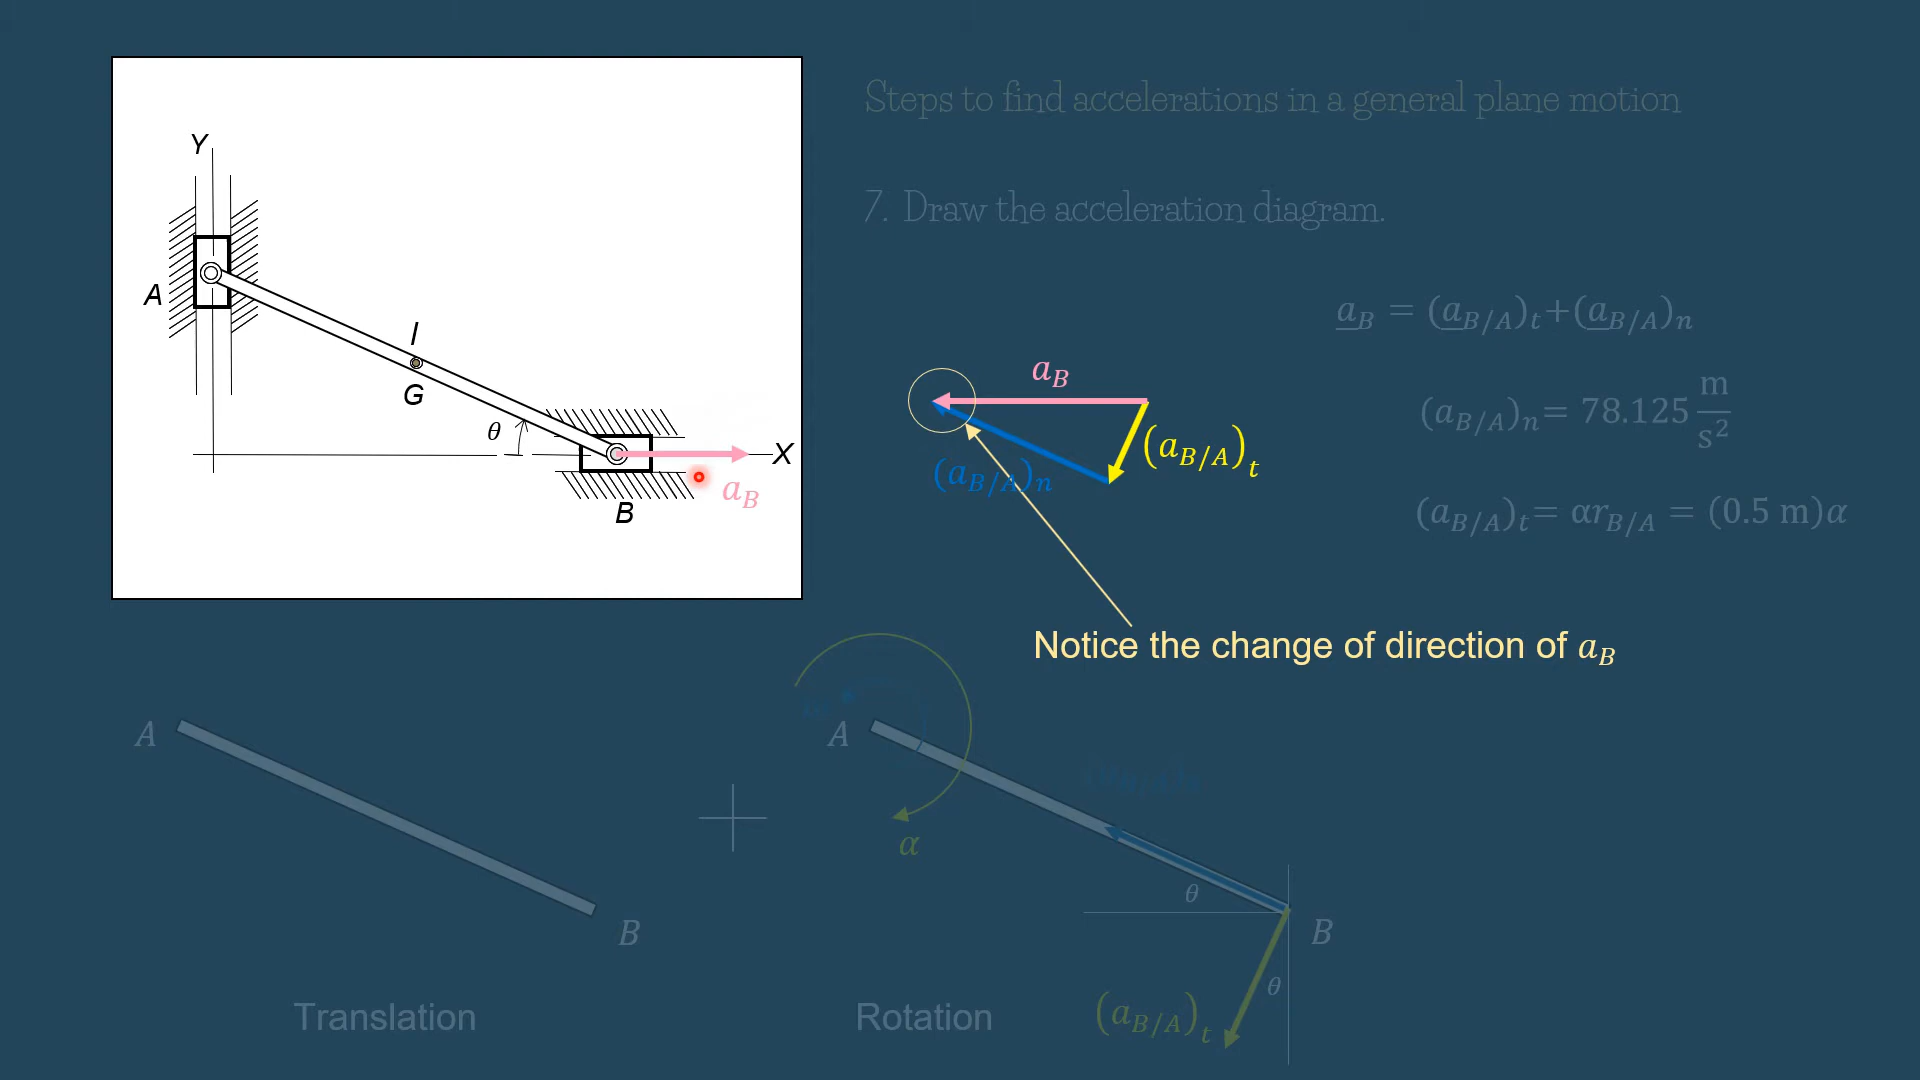 Steps to find accelerations in a general plane motion
7. Draw the acceleration diagram.
Y
A
I
G
θ
X
a_B
B
a_B = (a_B/A)_t+(a_B/A)_n
a_B
(a_B/A)_n= 78.125 m/s²
(a_B/A)_t
(a_B/A)_n
(a_B/A)_t= αr_B/A = (0.5 m)α
Notice the change of direction of a_B
A
B
Translation
A
α
θ
B
θ
(a_B/A)_t
Rotation